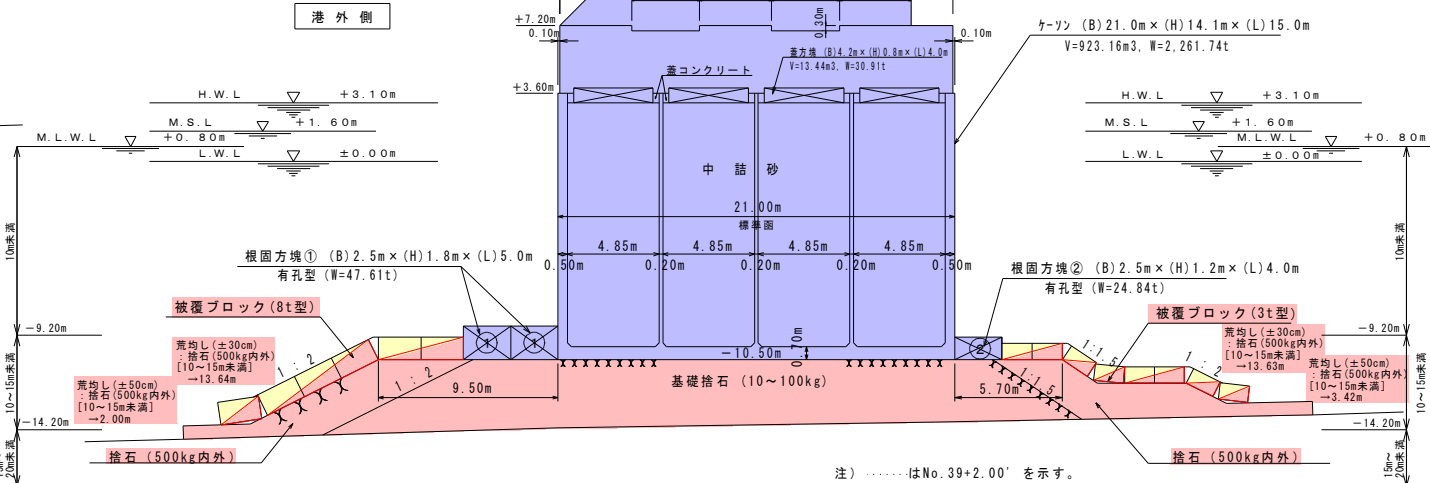 港外側
+7.20m
0.10m
0.30m
0.10m
ケーソン (B)21.0m×(H)14.1m×(L)15.0m
V=923.16m3, W=2,261.74t
蓋方塊 (B)4.2m×(H)0.8m×(L)4.0m
V=13.44m3, W=30.91t
蓋コンクリート
+3.60m
H.W.L +3.10m
M.S.L +1.60m
M.L.W.L +0.80m
L.W.L ±0.00m
H.W.L +3.10m
M.S.L +1.60m
M.L.W.L +0.80m
L.W.L ±0.00m
中詰砂
21.00m
標準函
4.85m 4.85m 4.85m 4.85m
0.50m 0.20m 0.20m 0.20m 0.50m
根固方塊① (B)2.5m×(H)1.8m×(L)5.0m
有孔型(W=47.61t)
根固方塊② (B)2.5m×(H)1.2m×(L)4.0m
有孔型(W=24.84t)
10m未満
10m未満
被覆ブロック(8t型)
被覆ブロック(3t型)
-9.20m
-9.20m
荒均し(±30cm)
:捨石(500kg内外)
[10~15m未満]
→13.64m
荒均し(±50cm)
:捨石(500kg内外)
[10~15m未満]
→2.00m
荒均し(±30cm)
:捨石(500kg内外)
[10~15m未満]
→13.63m
荒均し(±50cm)
:捨石(500kg内外)
[10~15m未満]
→3.42m
1:2
1:2
1 1
2
-10.50m
0.70m
1:1.5
1:1.5
1:2
9.50m
基礎捨石(10~100kg)
5.70m
10~15m未満
10~15m未満
-14.20m
-14.20m
捨石(500kg内外)
捨石(500kg内外)
20m未満
15m~
20m未満
注) ‥‥‥はNo.39+2.00' を示す。